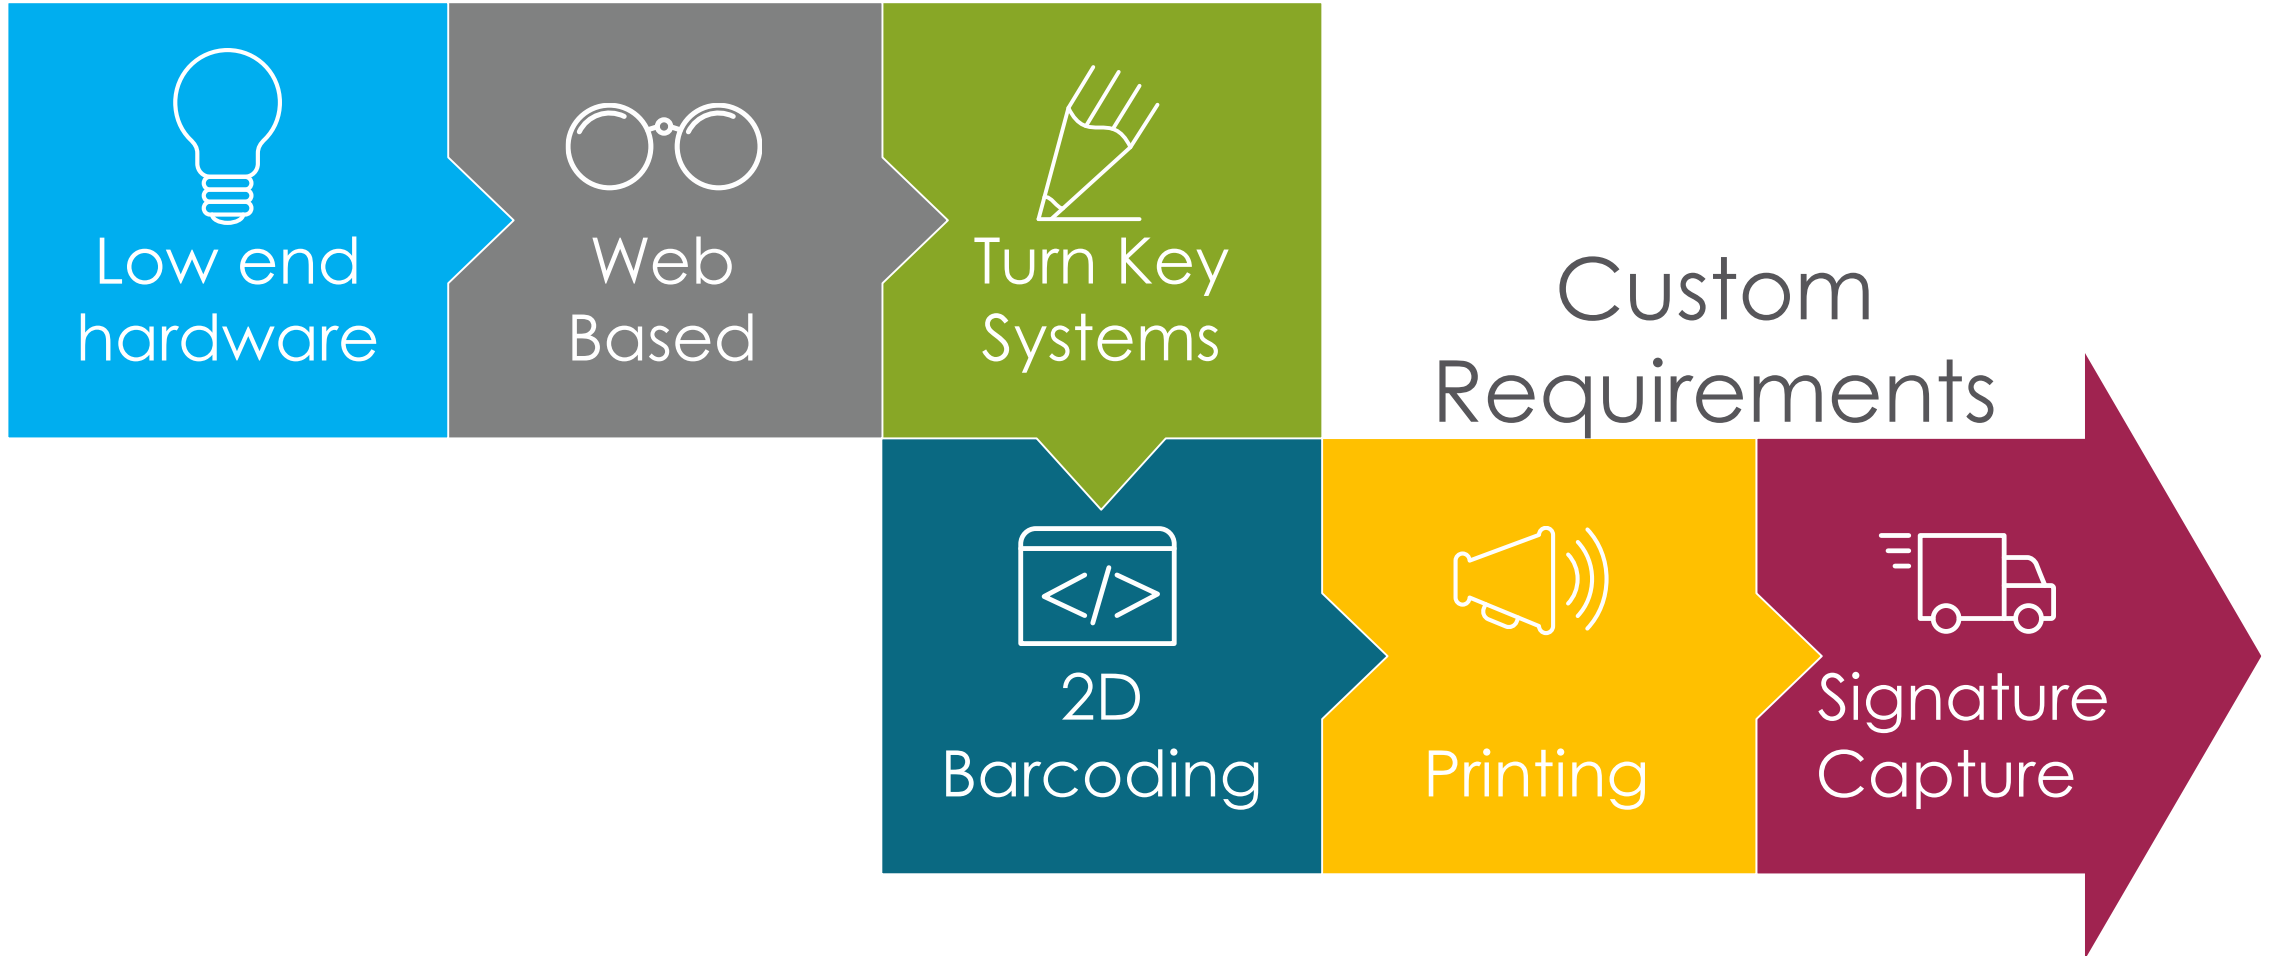 Low end
hardware
Web
Based
Turn Key
Systems
Custom
Requirements
</>
2D
Barcoding
Printing
Signature
Capture